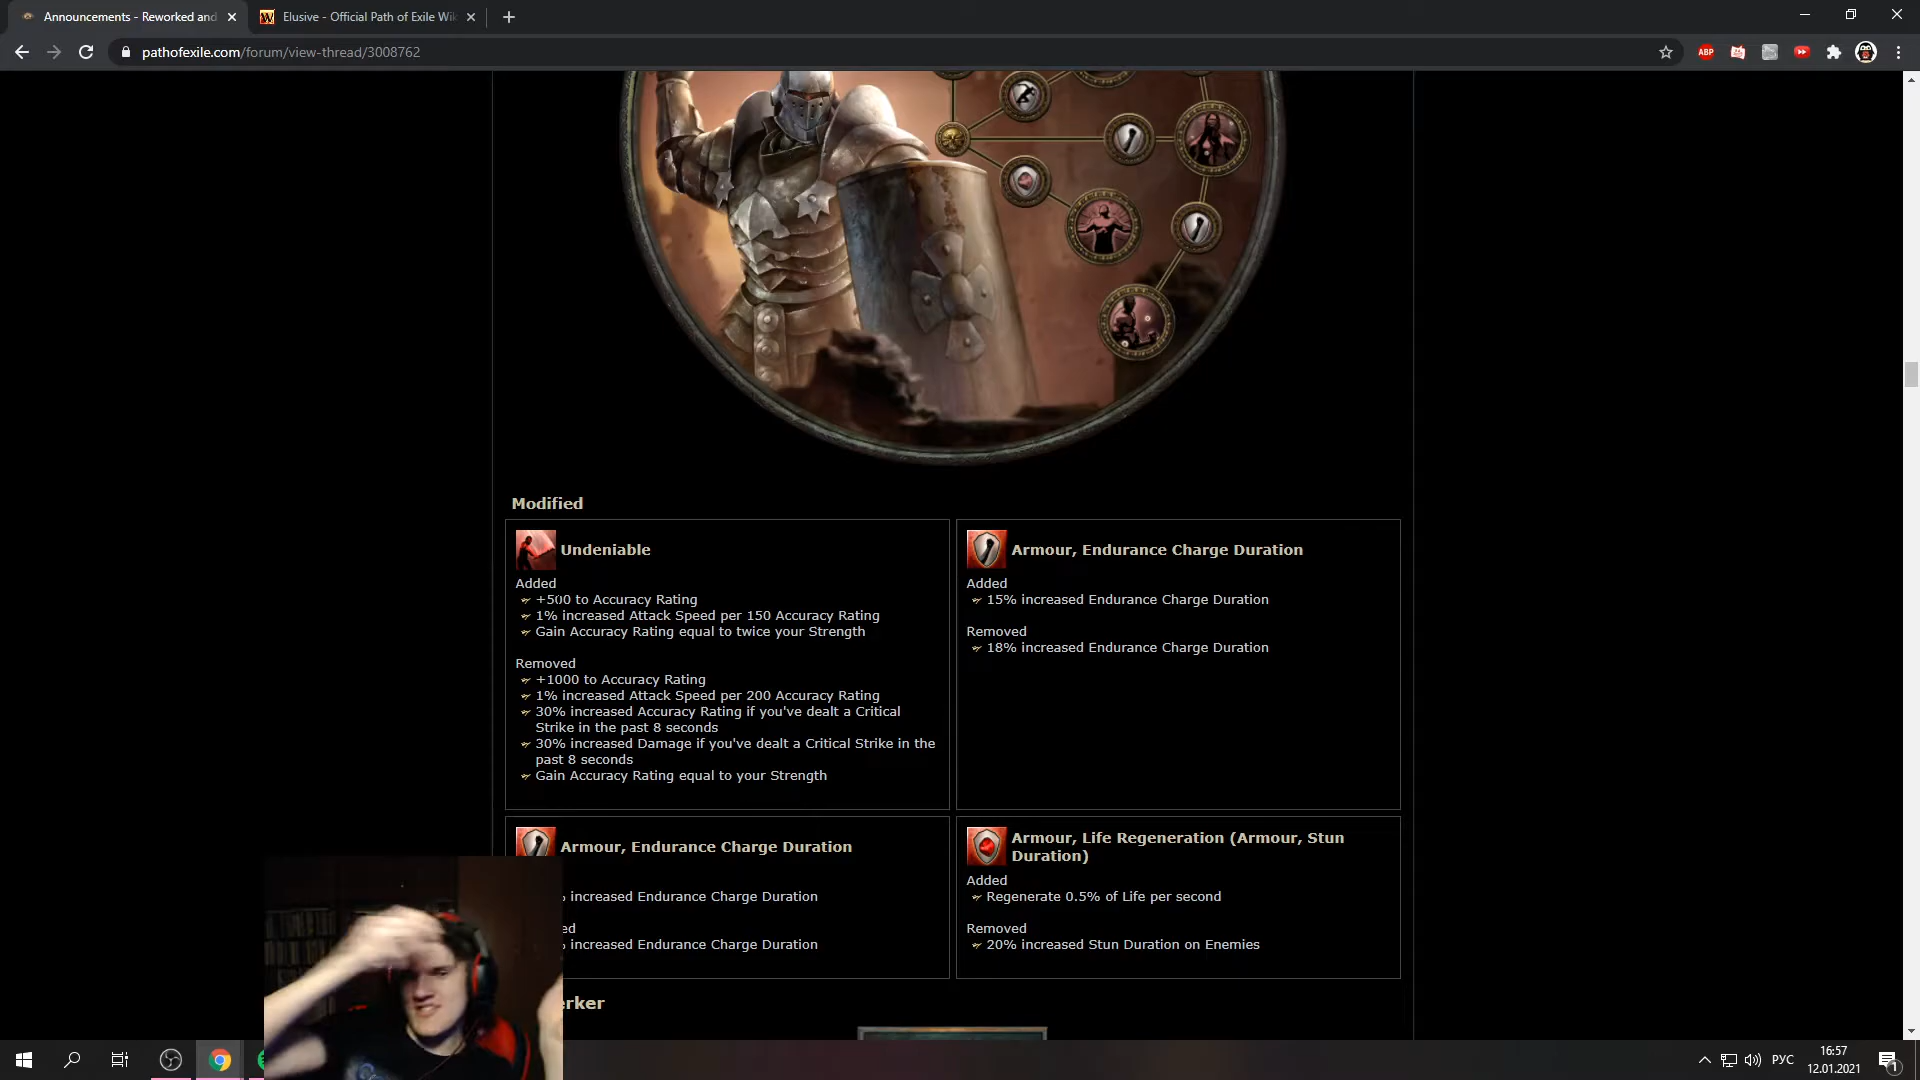 Announcements - Reworked and
Elusive - Official Path of Exile Wik
pathofexile.com/forum/view-thread/3008762
ABP
Modified
Undeniable
Added
+500 to Accuracy Rating
1% increased Attack Speed per 150 Accuracy Rating
Gain Accuracy Rating equal to twice your Strength
Removed
+1000 to Accuracy Rating
1% increased Attack Speed per 200 Accuracy Rating
30% increased Accuracy Rating if you've dealt a Critical
Strike in the past 8 seconds
30% increased Damage if you've dealt a Critical Strike in the
past 8 seconds
Gain Accuracy Rating equal to your Strength
Armour, Endurance Charge Duration
Added
15% increased Endurance Charge Duration
Removed
18% increased Endurance Charge Duration
Armour, Endurance Charge Duration
increased Endurance Charge Duration
ed
increased Endurance Charge Duration
Armour, Life Regeneration (Armour, Stun
Duration)
Added
Regenerate 0.5% of Life per second
Removed
20% increased Stun Duration on Enemies
erker
РУС
16:57
12.01.2021
1